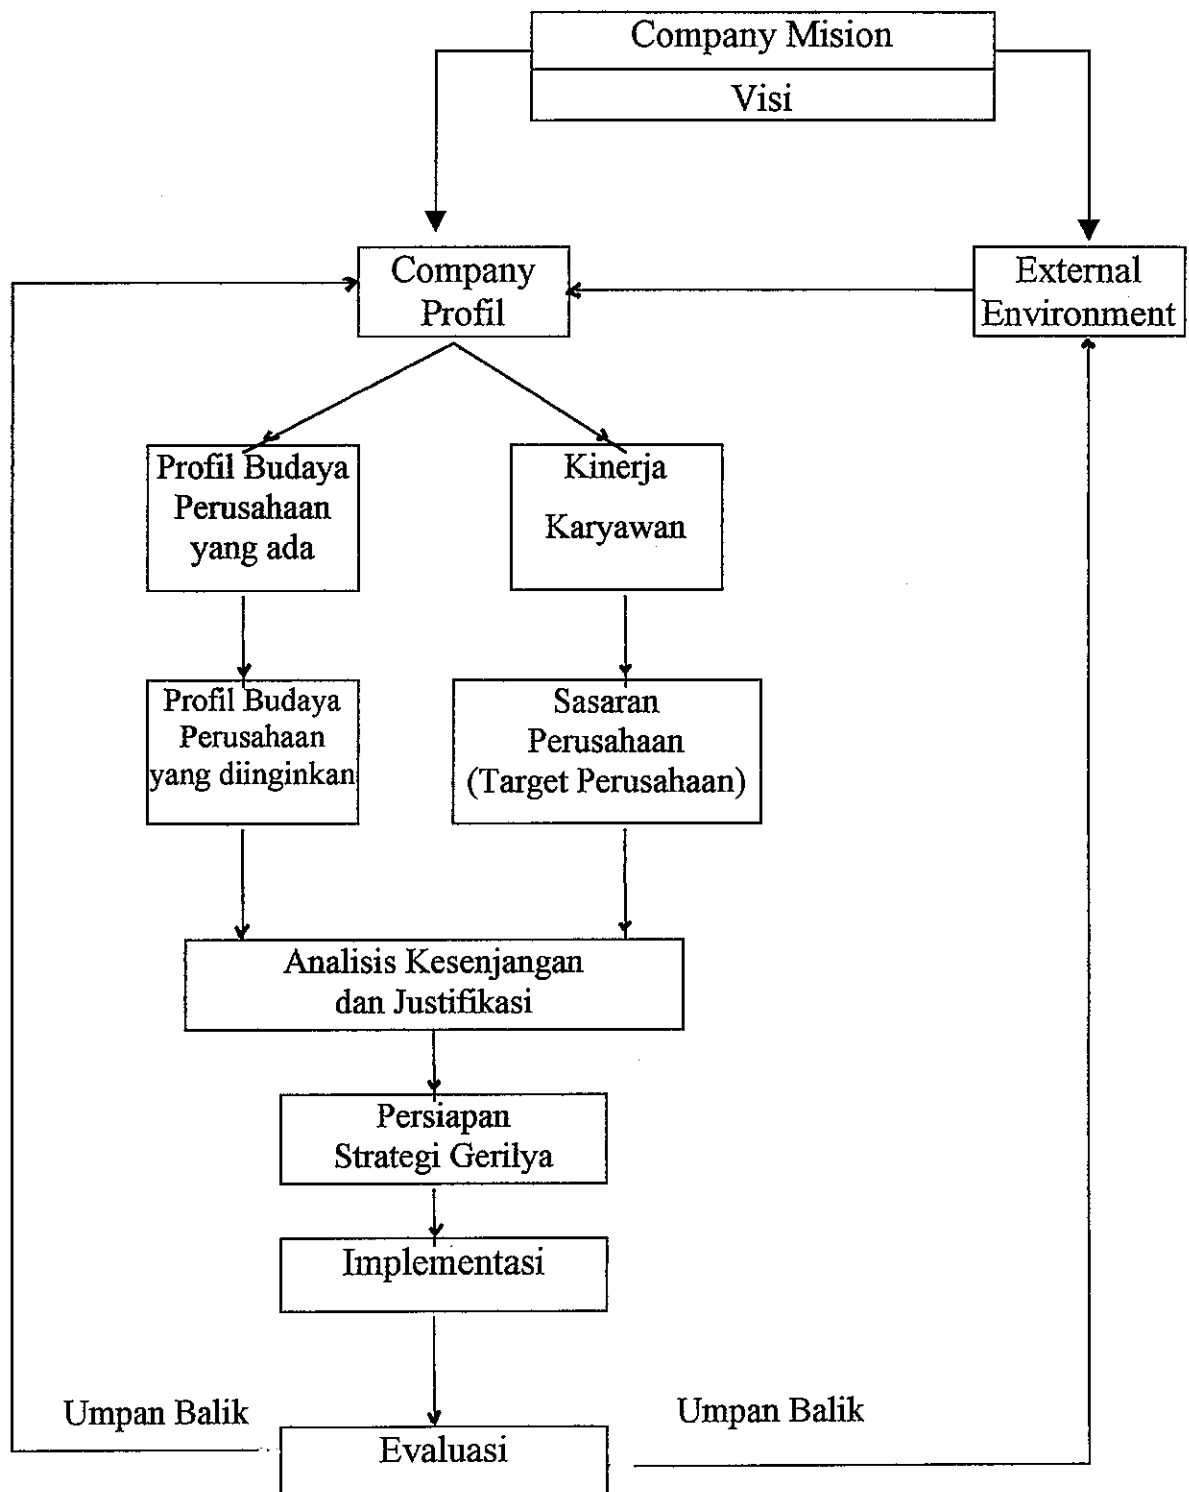 Company Mision
Visi
Company
Profil
External
Environment
Profil Budaya
Perusahaan
yang ada
Kinerja
Karyawan
Profil Budaya
Perusahaan
yang diinginkan
Sasaran
Perusahaan
(Target Perusahaan)
Analisis Kesenjangan
dan Justifikasi
Persiapan
Strategi Gerilya
Implementasi
Umpan Balik
Umpan Balik
Evaluasi